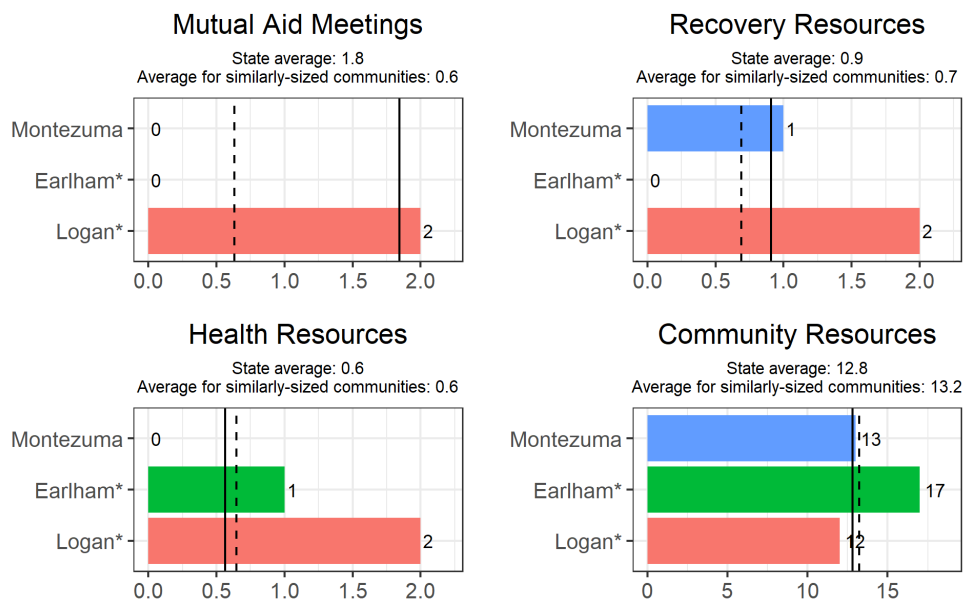 Mutual Aid Meetings
State average: 1.8
Average for similarly-sized communities: 0.6
Montezuma
0
Earlham*
0
Logan*
2
0.0 0.5 1.0 1.5 2.0
Recovery Resources
State average: 0.9
Average for similarly-sized communities: 0.7
Montezuma
1
Earlham*
0
Logan*
2
0.0 0.5 1.0 1.5 2.0
Health Resources
State average: 0.6
Average for similarly-sized communities: 0.6
Montezuma
0
Earlham*
1
Logan*
2
0.0 0.5 1.0 1.5 2.0
Community Resources
State average: 12.8
Average for similarly-sized communities: 13.2
Montezuma
13
Earlham*
17
Logan*
12
0 5 10 15